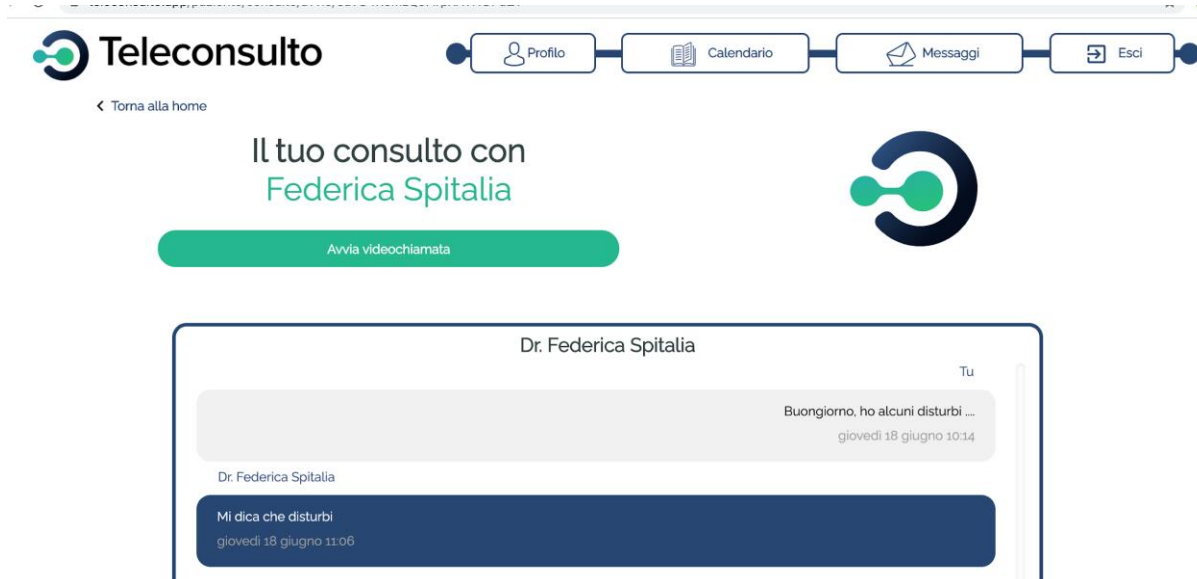 Teleconsulto
Profilo
Calendario
Messaggi
Esci
Torna alla home
Il tuo consulto con
Federica Spitalia
Avvia videochiamata
Dr. Federica Spitalia
Tu
Buongiorno, ho alcuni disturbi ....
giovedì 18 giugno 10:14
Dr. Federica Spitalia
Mi dica che disturbi
giovedì 18 giugno 11:06